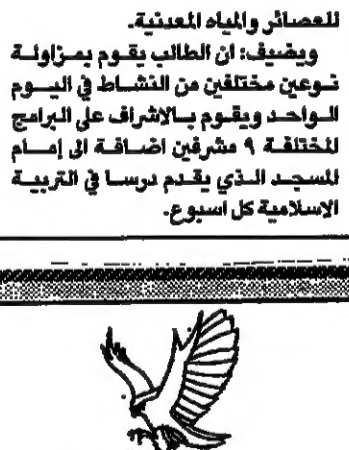 للعصائر والمياه المعدنية.
ويضيف: ان الطالب يقوم بمزاولة
نوعين مختلفين من النشاط في اليوم
الواحد ويقوم بالاشراف على البرامج
المختلفة ٩ مشرفين اضافة الى إمام
المسجد الذي يقدم درسا في التربية
الاسلامية كل اسبوع.